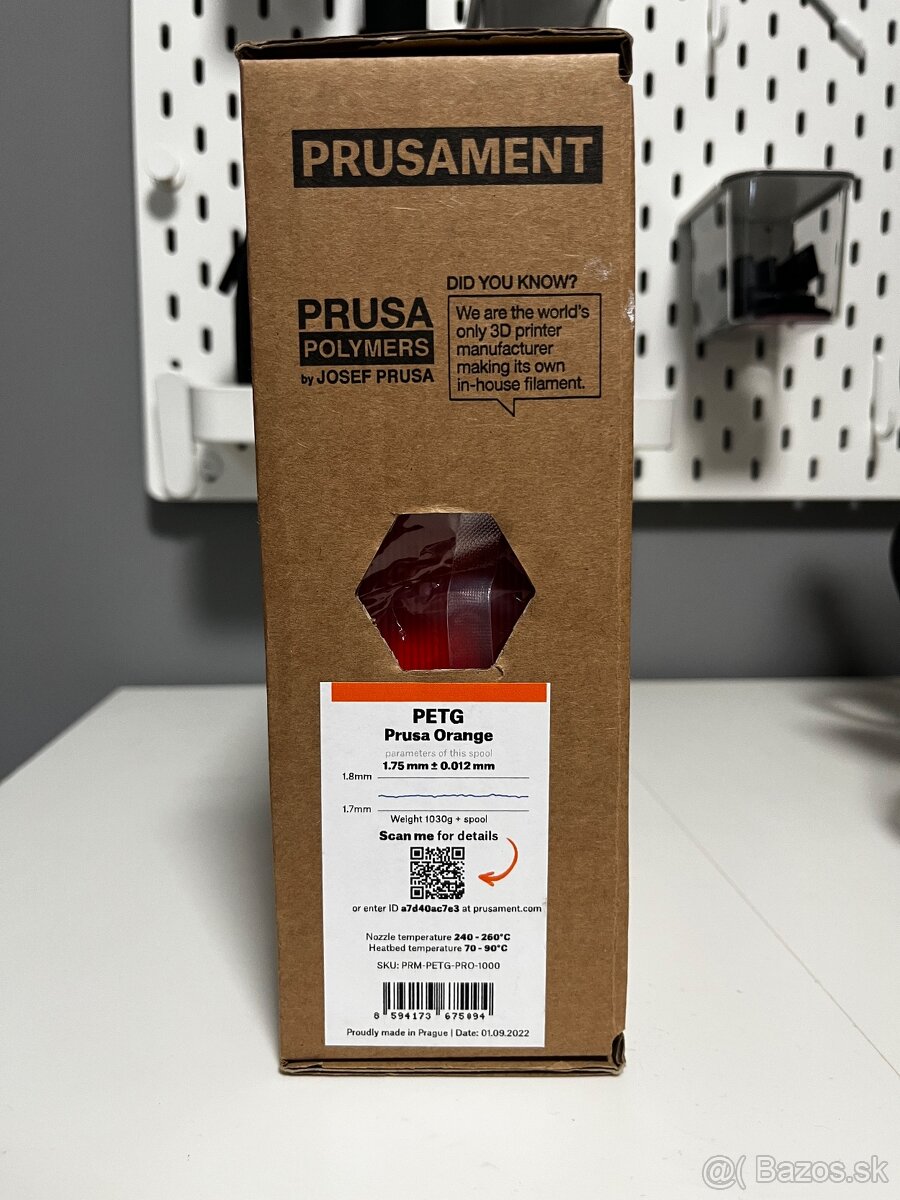 PRUSAMENT
DID YOU KNOW?
We are the world's
only 3D printer
manufacturer
making its own
in-house filament.
PRUSA
POLYMERS
by JOSEF PRUSA
PETG
Prusa Orange
parameters of this spool
1.75 mm ± 0.012 mm
1.8mm
1.7mm
Weight 1030g + spool
Scan me for details
or enter ID a7d40ac7e3 at prusament.com
Nozzle temperature 240 - 260°C
Heatbed temperature 70 - 90°C
SKU: PRM-PETG-PRO-1000
8 594173 675094
Proudly made in Prague | Date: 01.09.2022
@( Bazos.sk